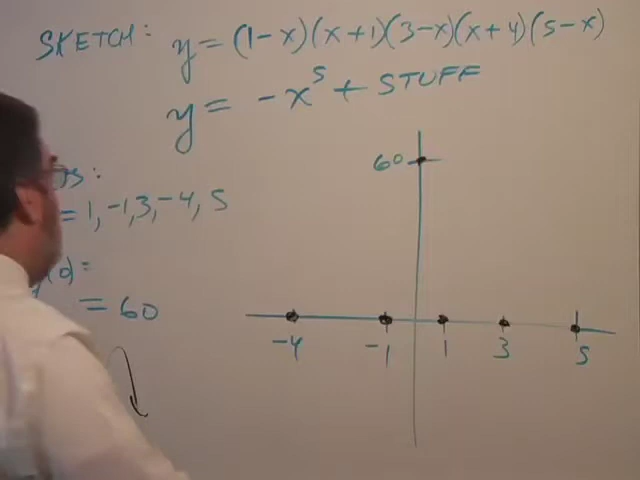 SKETCH: y = (1-x)(x+1)(3-x)(x+4)(5-x)
y = -x⁵ + STUFF
= 1, -1, 3, -4, 5
(0) =
= 60
60
-4 -1 1 3 5